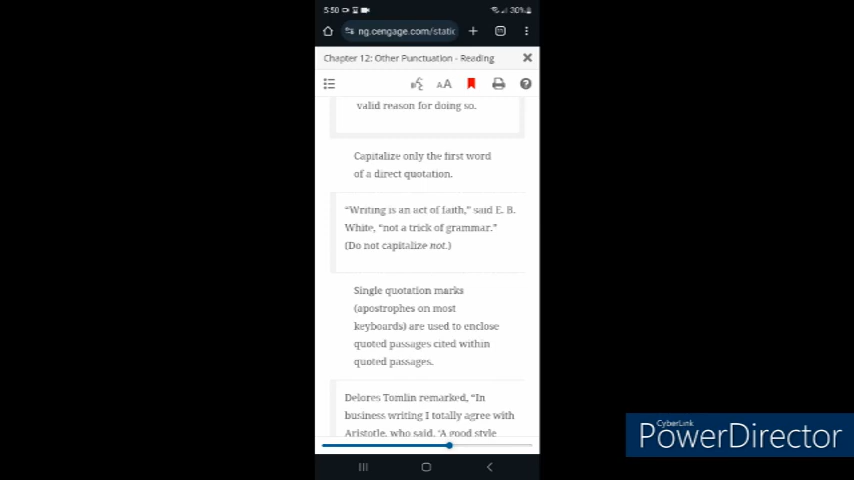 5:50
30%
ng.cengage.com/static
Chapter 12: Other Punctuation - Reading
AA
valid reason for doing so.
Capitalize only the first word
of a direct quotation.
“Writing is an act of faith,” said E. B.
White, “not a trick of grammar.”
(Do not capitalize not.)
Single quotation marks
(apostrophes on most
keyboards) are used to enclose
quoted passages cited within
quoted passages.
Delores Tomlin remarked, “In
business writing I totally agree with
Aristotle, who said, ‘A good style
CyberLink
PowerDirector